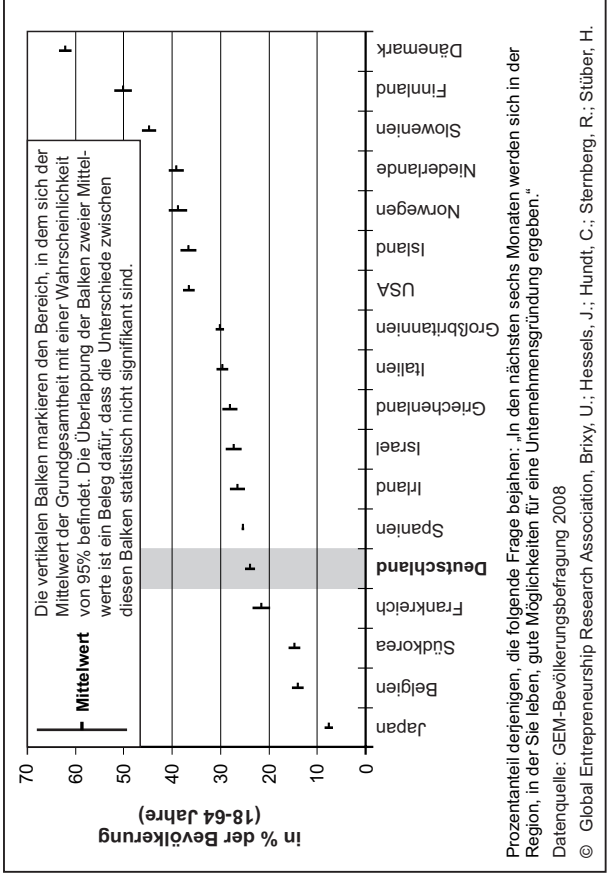 in % der Bevölkerung
(18-64 Jahre)
70
60
50
40
30
20
10
0
Mittelwert
Die vertikalen Balken markieren den Bereich, in dem sich der
Mittelwert der Grundgesamtheit mit einer Wahrscheinlichkeit
von 95% befindet. Die Überlappung der Balken zweier Mittel-
werte ist ein Beleg dafür, dass die Unterschiede zwischen
diesen Balken statistisch nicht signifikant sind.
Japan
Belgien
Südkorea
Frankreich
Deutschland
Spanien
Irland
Israel
Griechenland
Italien
Großbritannien
USA
Island
Norwegen
Niederlande
Slowenien
Finnland
Dänemark
Prozentanteil derjenigen, die folgende Frage bejahen: „In den nächsten sechs Monaten werden sich in der
Region, in der Sie leben, gute Möglichkeiten für eine Unternehmensgründung ergeben.“
Datenquelle: GEM-Bevölkerungsbefragung 2008
© Global Entrepreneurship Research Association, Brixy, U.; Hessels, J.; Hundt, C.; Sternberg, R.; Stüber, H.